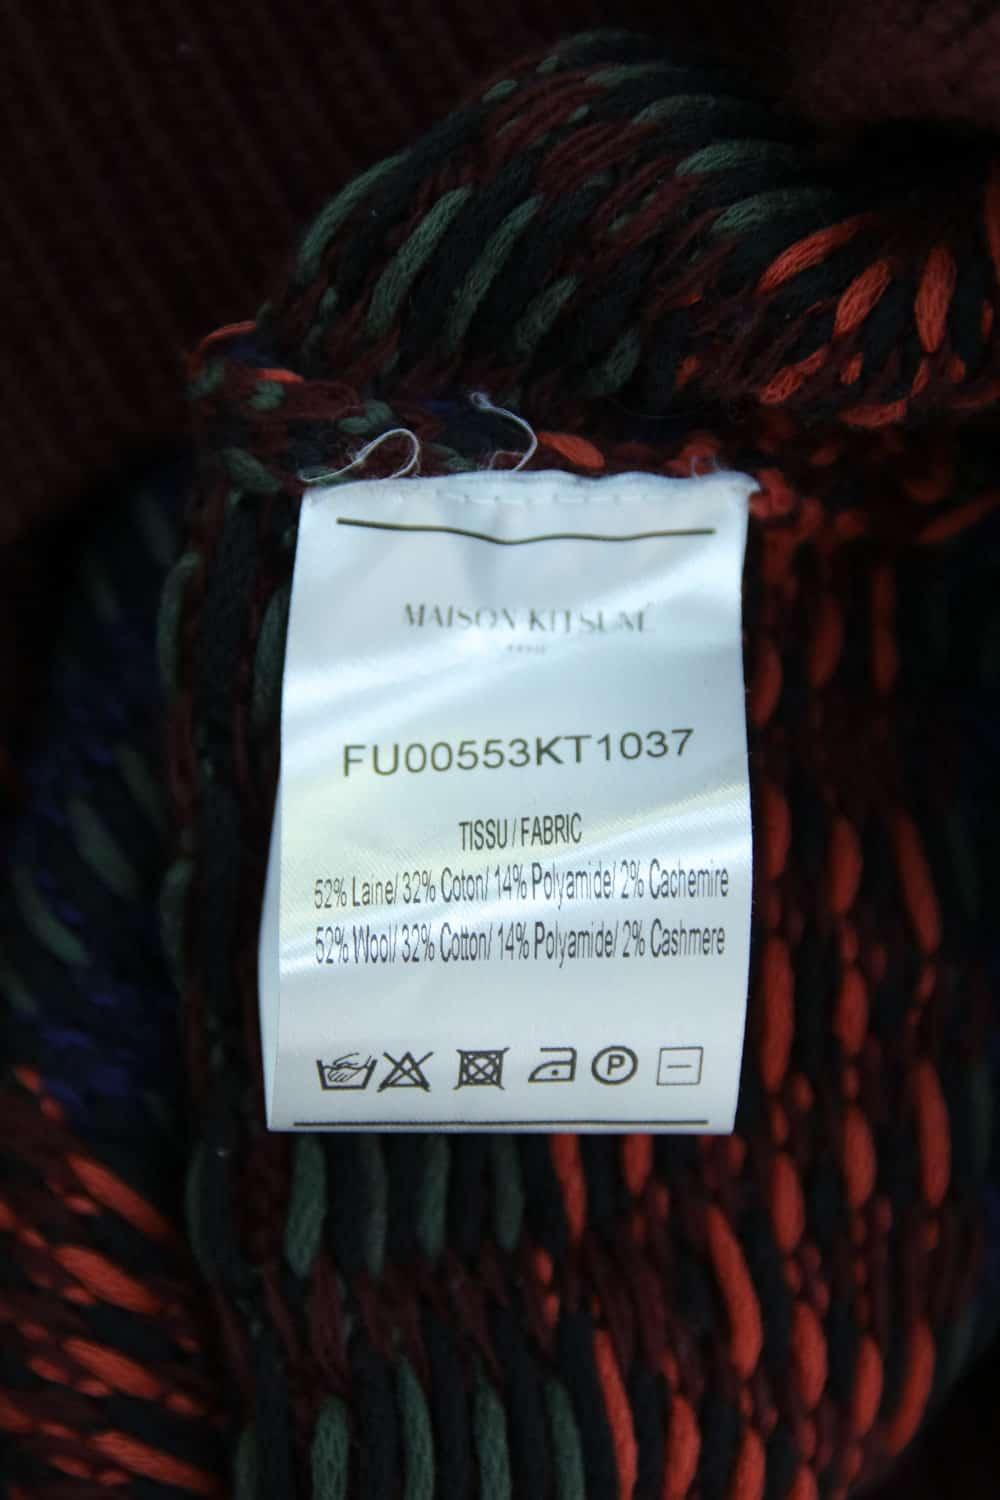 MAISON KITSUNÉ
FU00553KT1037
TISSU / FABRIC
52% Laine/ 32% Coton/ 14% Polyamide/ 2% Cachemire
52% Wool/ 32% Cotton/ 14% Polyamide/ 2% Cashmere
P